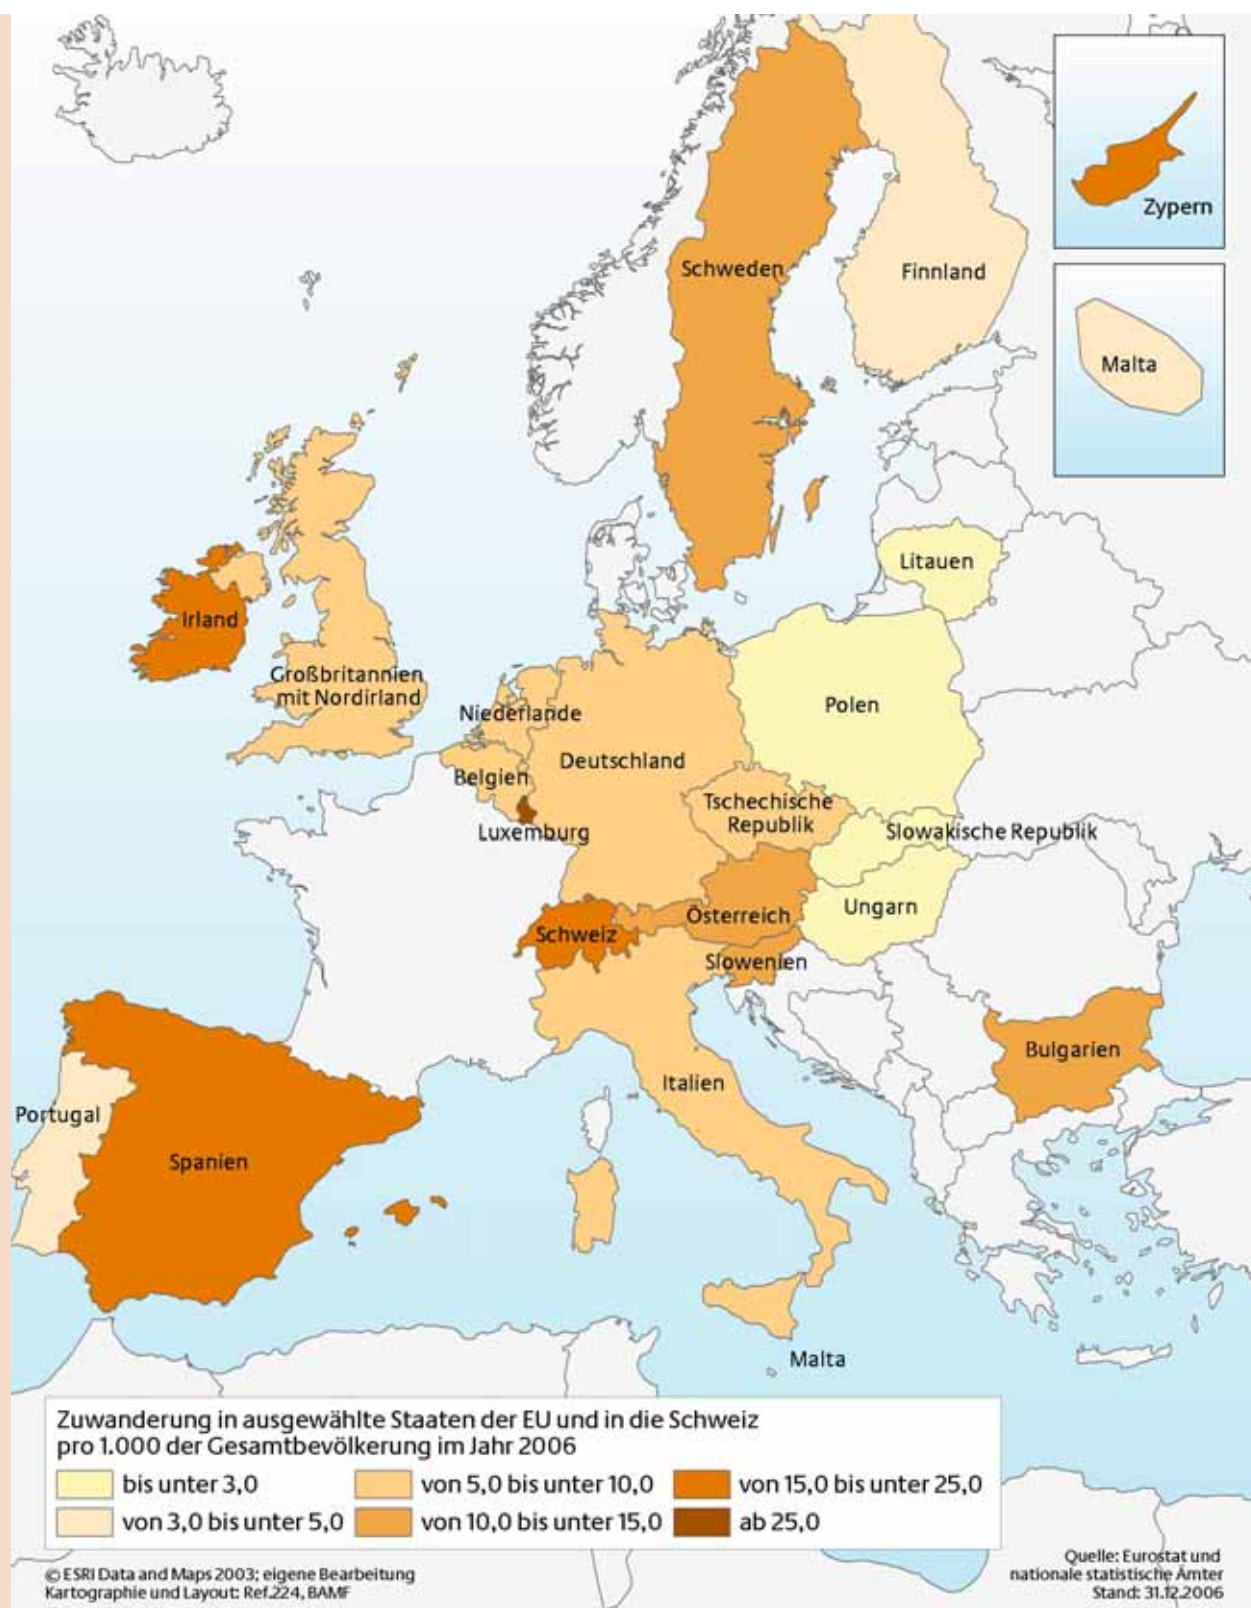 Zypern
Schweden
Finnland
Malta
Litauen
Irland
Großbritannien
mit Nordirland
Polen
Niederlande
Deutschland
Belgien
Tschechische
Republik
Luxemburg
Slowakische Republik
Ungarn
Österreich
Schweiz
Slowenien
Bulgarien
Italien
Portugal
Spanien
Malta
Zuwanderung in ausgewählte Staaten der EU und in die Schweiz
pro 1.000 der Gesamtbevölkerung im Jahr 2006
bis unter 3,0
von 3,0 bis unter 5,0
von 5,0 bis unter 10,0
von 10,0 bis unter 15,0
von 15,0 bis unter 25,0
ab 25,0
© ESRI Data and Maps 2003; eigene Bearbeitung
Kartographie und Layout: Ref.224, BAMF
Quelle: Eurostat und
nationale statistische Ämter
Stand: 31.12.2006